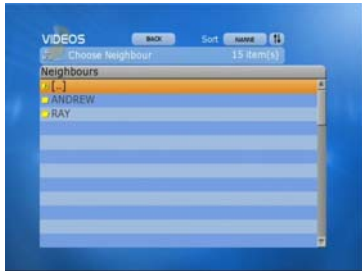 VIDEOS BACK Sort NAME
Choose Neighbour 15 item(s)
Neighbours
[..]
ANDREW
RAY